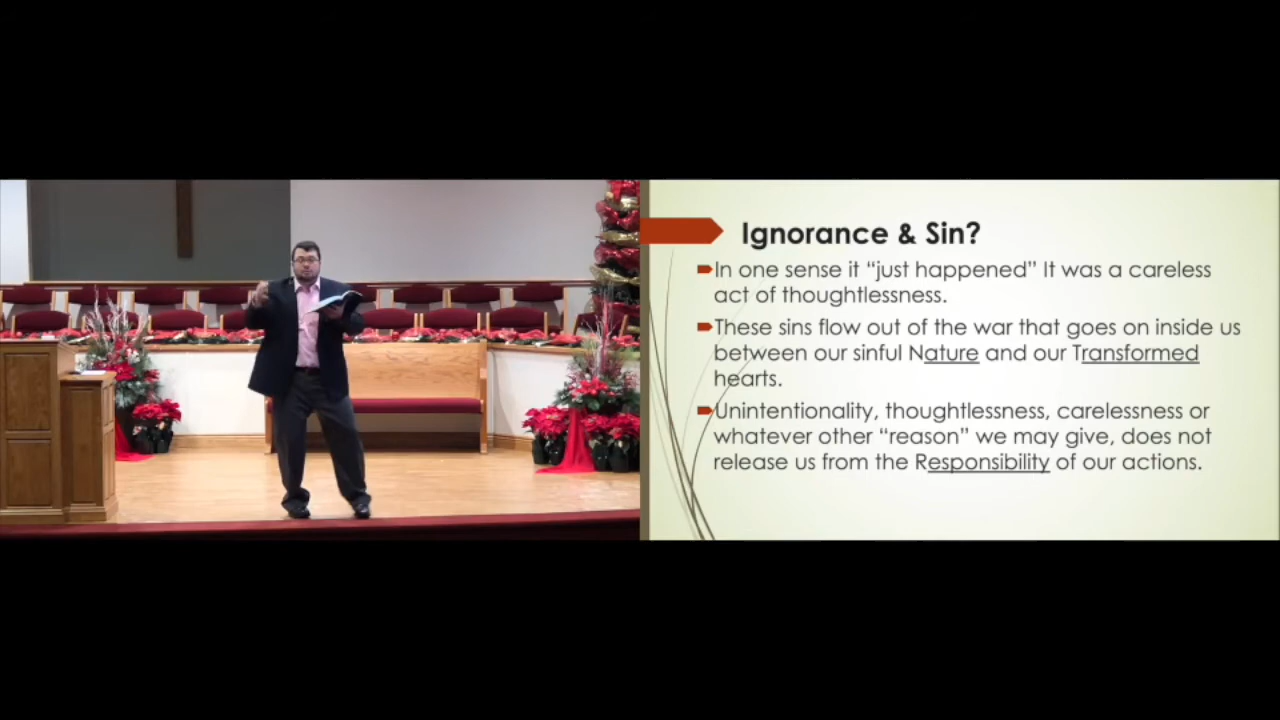 Ignorance & Sin?
In one sense it “just happened” It was a careless
act of thoughtlessness.
These sins flow out of the war that goes on inside us
between our sinful Nature and our Transformed
hearts.
Unintentionality, thoughtlessness, carelessness or
whatever other “reason” we may give, does not
release us from the Responsibility of our actions.